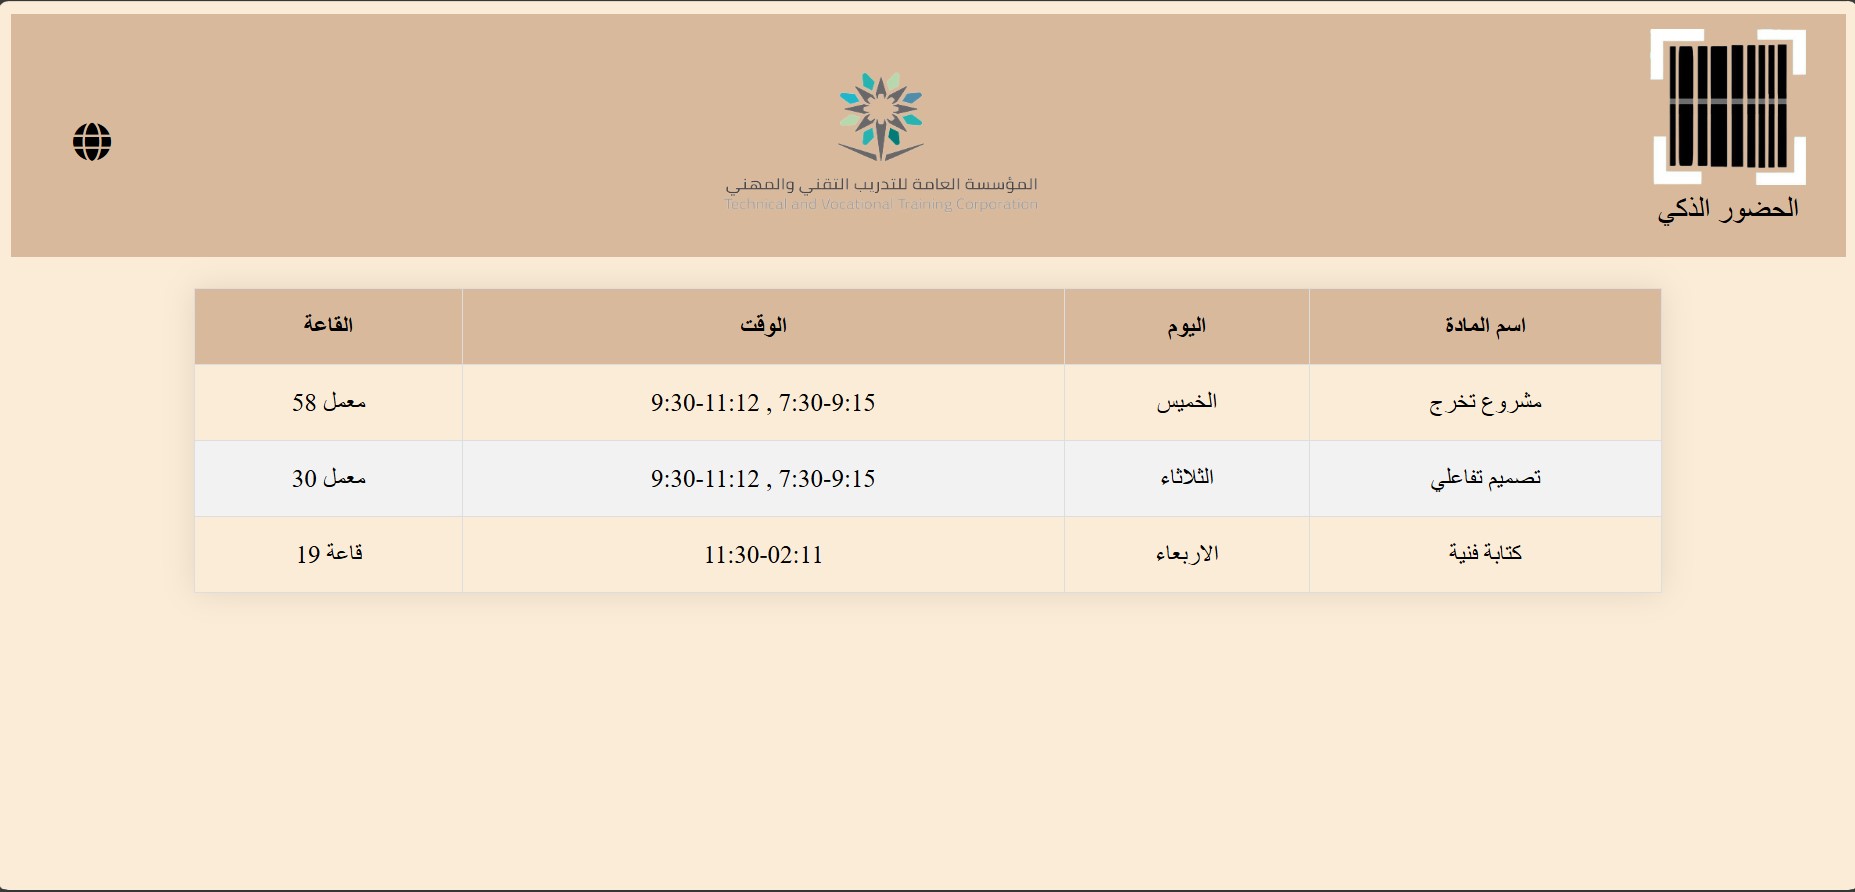 الحضور الذكي
المؤسسة العامة للتدريب التقني والمهني
Technical and Vocational Training Corporation
اسم المادة اليوم الوقت القاعة
مشروع تخرج الخميس 9:30-11:12 , 7:30-9:15 معمل 58
تصميم تفاعلي الثلاثاء 9:30-11:12 , 7:30-9:15 معمل 30
كتابة فنية الاربعاء 11:30-02:11 قاعة 19